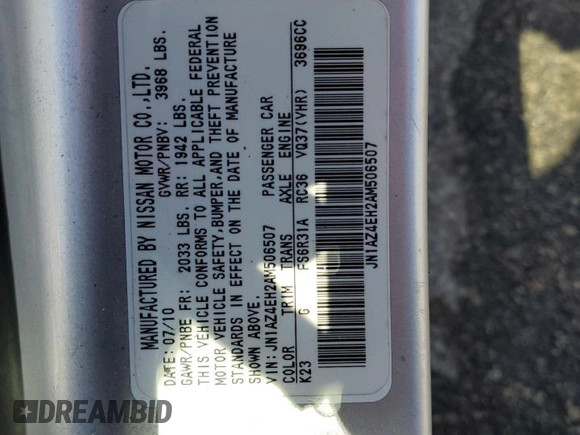 MANUFACTURED BY NISSAN MOTOR CO.,LTD.
DATE: 07/10 GVWR/PNBV: 3968 LBS.
GAWR/PNBE FR: 2033 LBS. RR: 1942 LBS.
THIS VEHICLE CONFORMS TO ALL APPLICABLE FEDERAL
MOTOR VEHICLE SAFETY,BUMPER,AND THEFT PREVENTION
STANDARDS IN EFFECT ON THE DATE OF MANUFACTURE
SHOWN ABOVE.
VIN: JN1AZ4EH2AM506507 PASSENGER CAR
COLOR TRIM TRANS AXLE ENGINE
K23 G FS6R31A RC36 VQ37(VHR) 3696CC
JN1AZ4EH2AM506507
DREAMBID